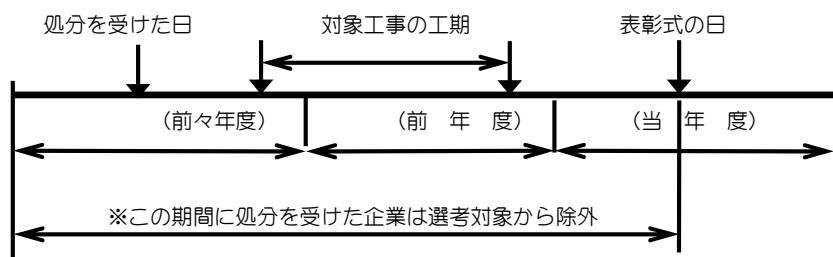 処分を受けた日　対象工事の工期　表彰式の日
（前々年度）　（前　年　度）　（当　年　度）
※この期間に処分を受けた企業は選考対象から除外